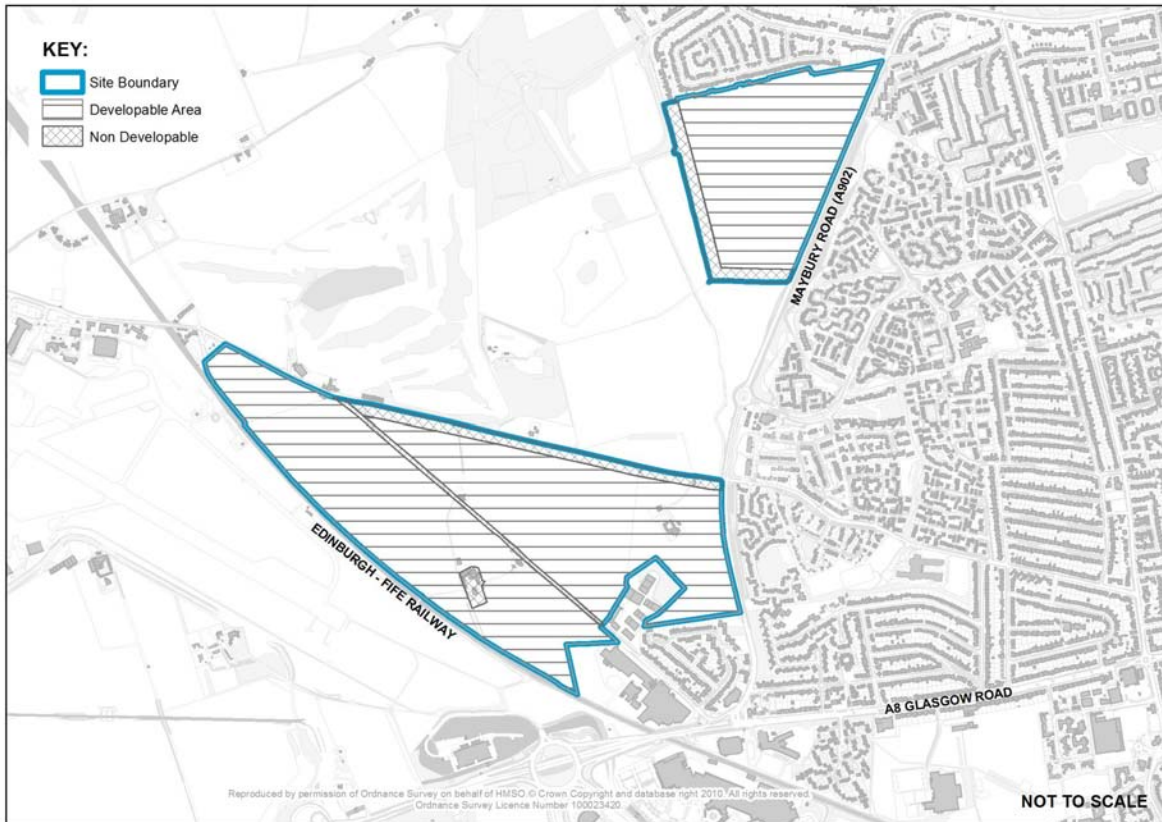 KEY:
Site Boundary
Developable Area
Non Developable
MAYBURY ROAD (A902)
EDINBURGH - FIFE RAILWAY
A8 GLASGOW ROAD
Reproduced by permission of Ordnance Survey on behalf of HMSO.© Crown Copyright and database right 2010. All rights reserved.
Ordnance Survey Licence Number 100023420.
NOT TO SCALE